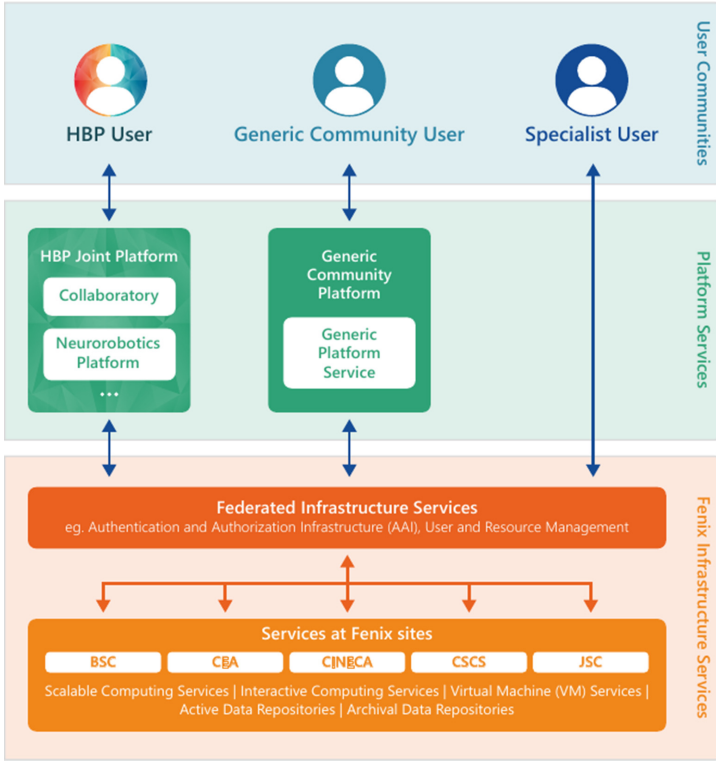 User Communities
HBP User
Generic Community User
Specialist User
Platform Services
HBP Joint Platform
Collaboratory
Neurorobotics
Platform
...
Generic
Community
Platform
Generic
Platform
Service
Fenix Infrastructure Services
Federated Infrastructure Services
eg. Authentication and Authorization Infrastructure (AAI), User and Resource Management
Services at Fenix sites
BSC
CEA
CINECA
CSCS
JSC
Scalable Computing Services | Interactive Computing Services | Virtual Machine (VM) Services |
Active Data Repositories | Archival Data Repositories